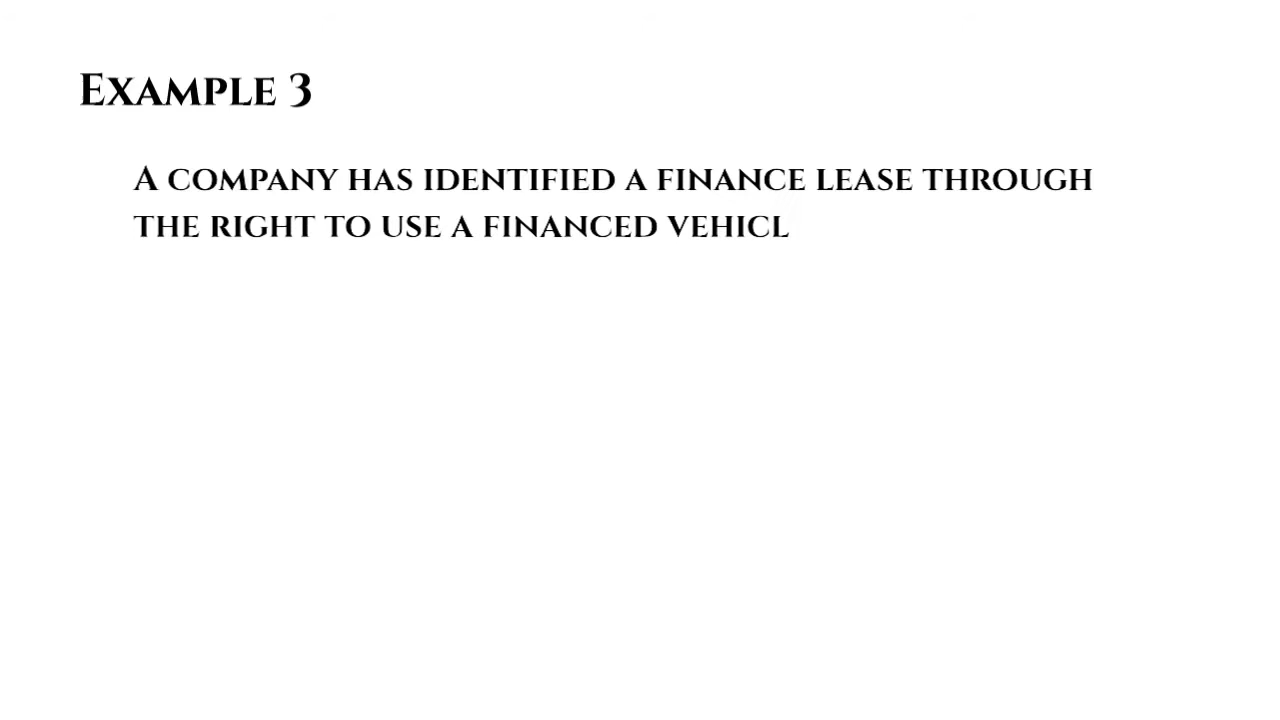 Example 3
A company has identified a finance lease through
the right to use a financed vehicl